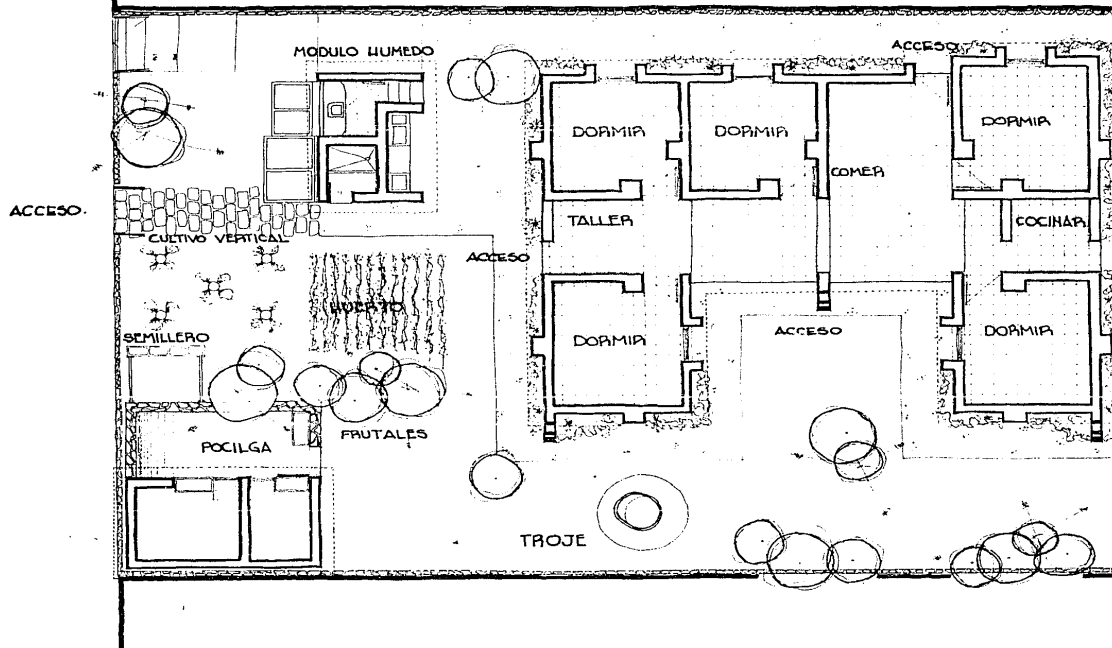 MODULO HUMEDO
ACCESO
DORMIR
DORMIR
DORMIR
COMER
ACCESO.
TALLER
COCINAR
CULTIVO VERTICAL
ACCESO
HUERTO
SEMILLERO
DORMIR
ACCESO
DORMIR
FRUTALES
POCILGA
TROJE